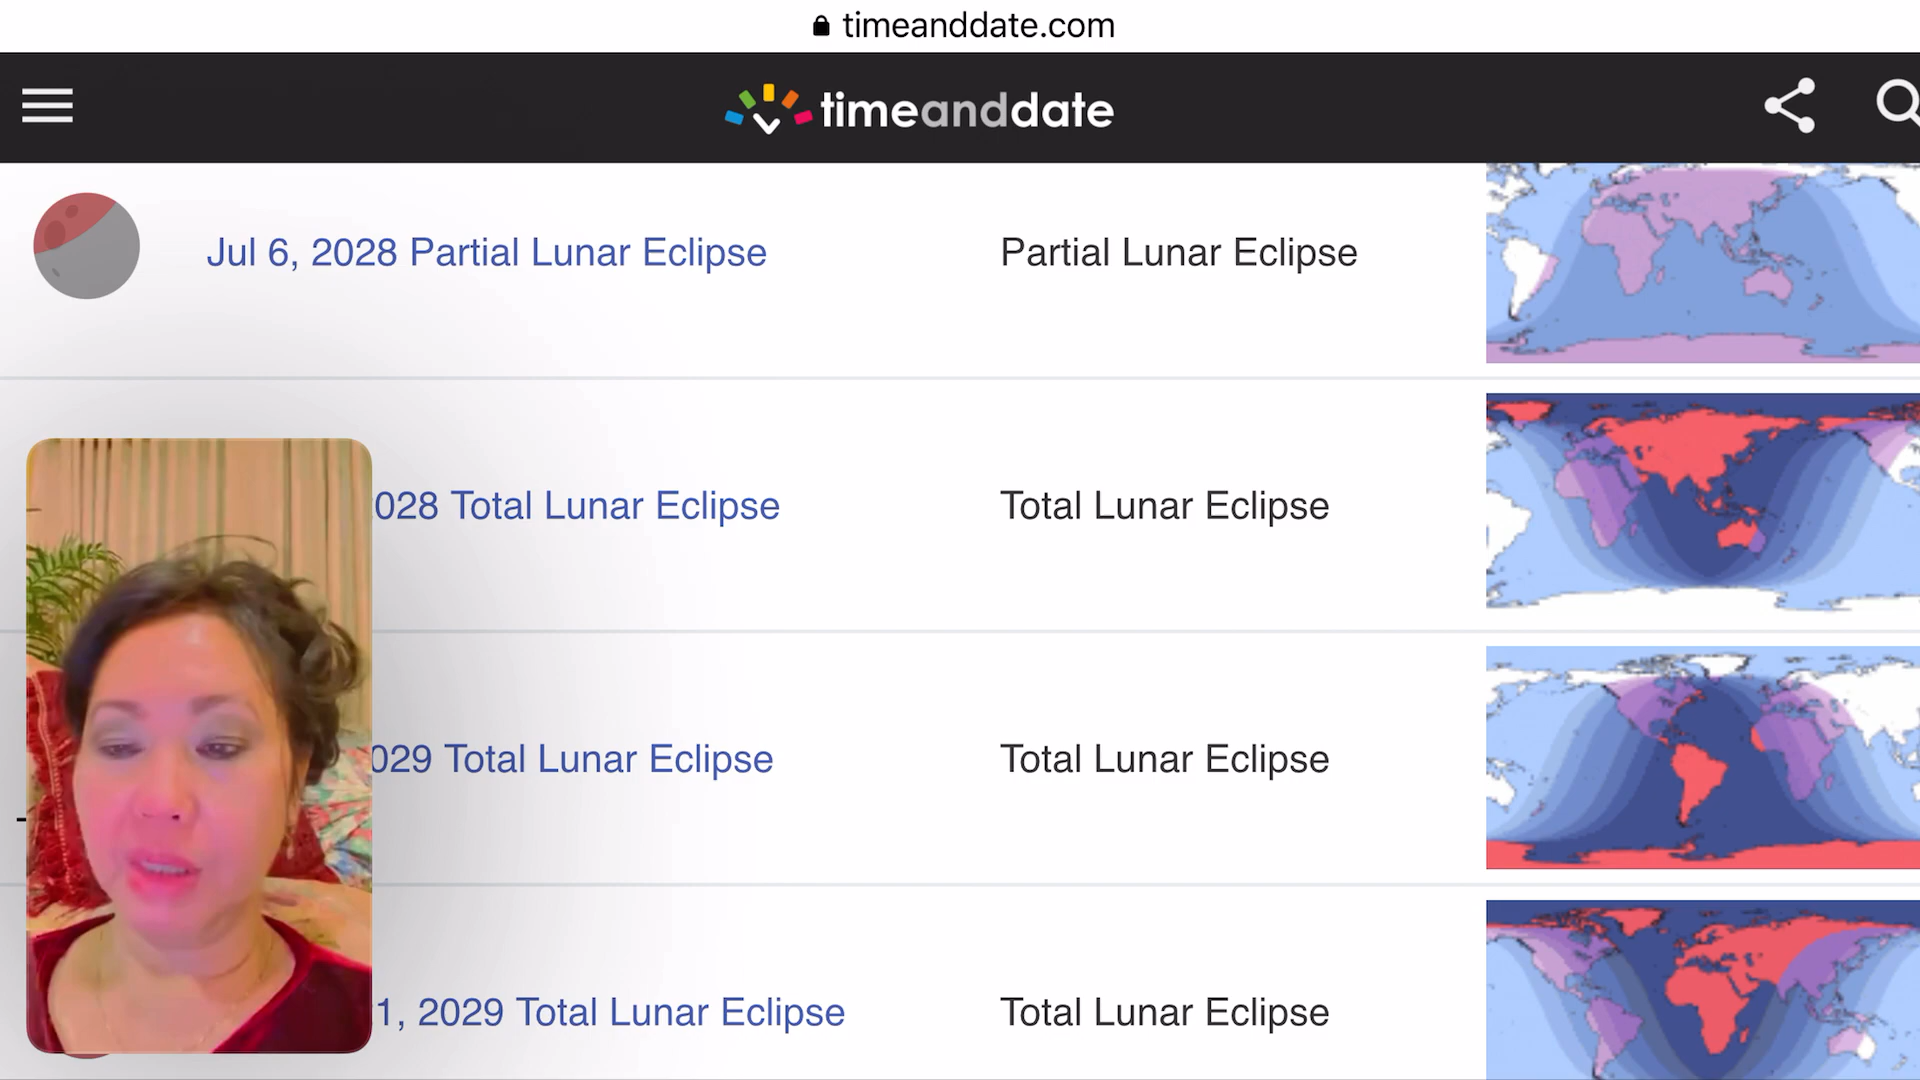 timeanddate.com
timeanddate
Jul 6, 2028 Partial Lunar Eclipse
Partial Lunar Eclipse
028 Total Lunar Eclipse
Total Lunar Eclipse
029 Total Lunar Eclipse
Total Lunar Eclipse
1, 2029 Total Lunar Eclipse
Total Lunar Eclipse